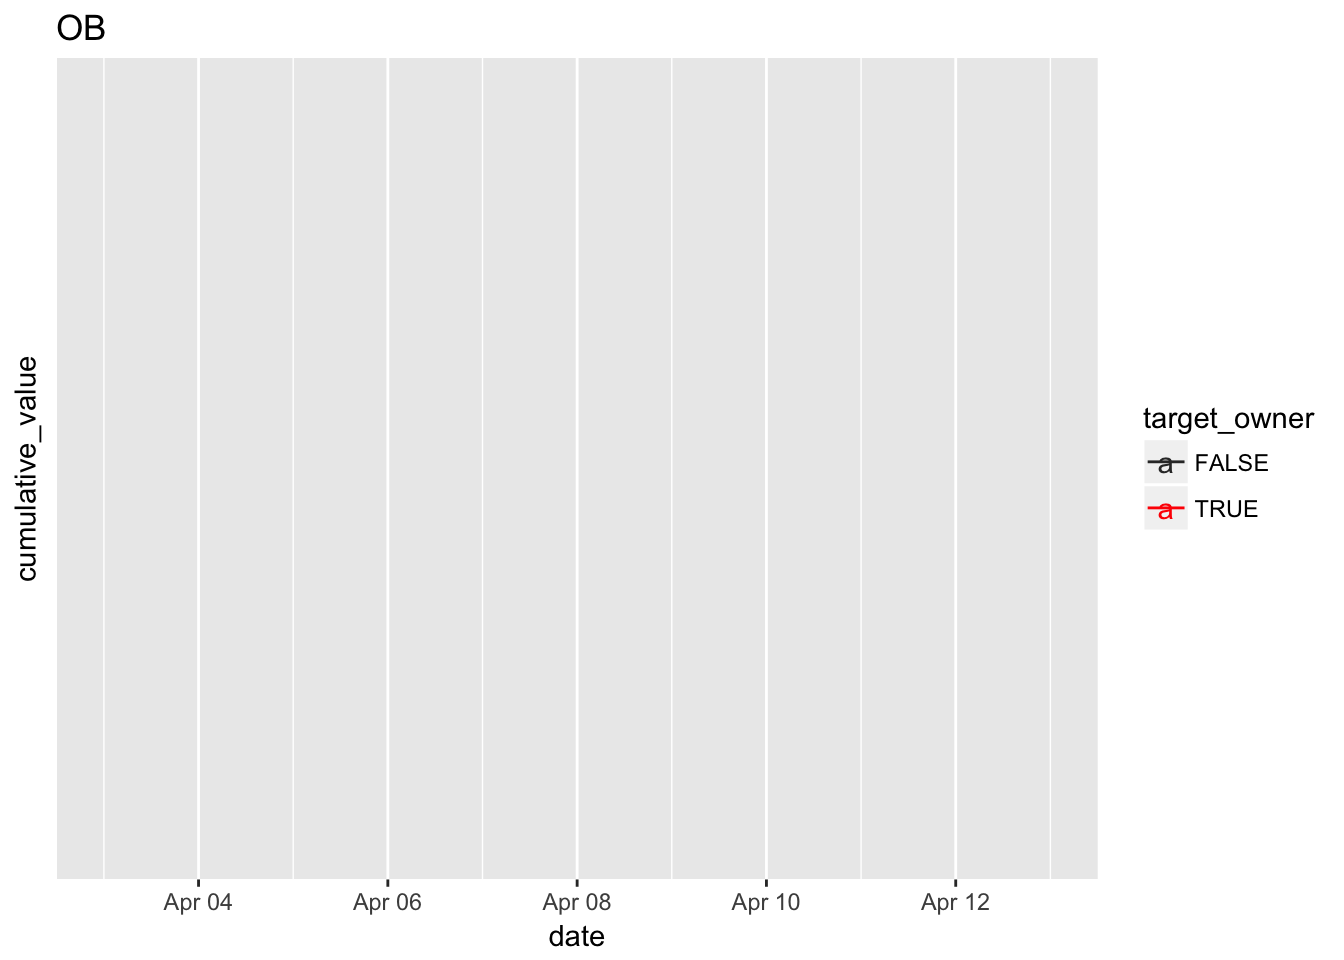 OB
cumulative_value
target_owner
a FALSE
a TRUE
Apr 04 Apr 06 Apr 08 Apr 10 Apr 12
date